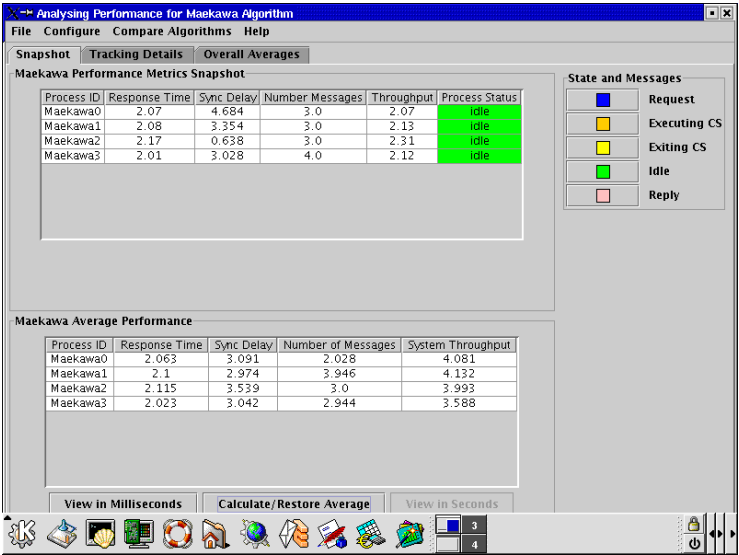 Analysing Performance for Maekawa Algorithm
File Configure Compare Algorithms Help
Snapshot Tracking Details Overall Averages
Maekawa Performance Metrics Snapshot
Process ID Response Time Sync Delay Number Messages Throughput Process Status
Maekawa0 2.07 4.684 3.0 2.07 idle
Maekawa1 2.08 3.354 3.0 2.13 idle
Maekawa2 2.17 0.638 3.0 2.31 idle
Maekawa3 2.01 3.028 4.0 2.12 idle
State and Messages
Request
Executing CS
Exiting CS
Idle
Reply
Maekawa Average Performance
Process ID Response Time Sync Delay Number of Messages System Throughput
Maekawa0 2.063 3.091 2.028 4.081
Maekawa1 2.1 2.974 3.946 4.132
Maekawa2 2.115 3.539 3.0 3.993
Maekawa3 2.023 3.042 2.944 3.588
View in Milliseconds Calculate/Restore Average View in Seconds
K
3
4